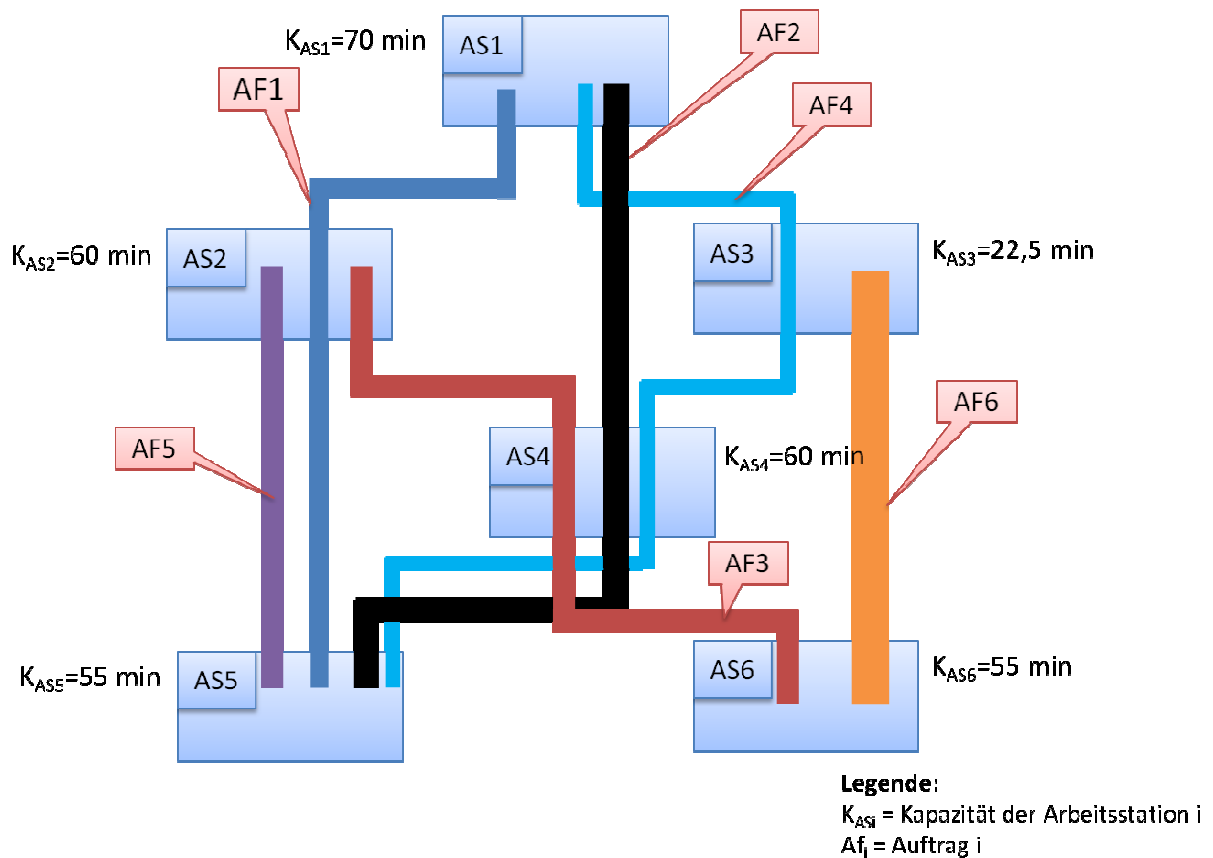 K_AS1=70 min
AS1
AF2
AF1
AF4
K_AS2=60 min
AS2
AS3
K_AS3=22,5 min
AF5
AS4
K_AS4=60 min
AF6
AF3
K_AS5=55 min
AS5
AS6
K_AS6=55 min
Legende:
K_ASi = Kapazität der Arbeitsstation i
Af_i = Auftrag i